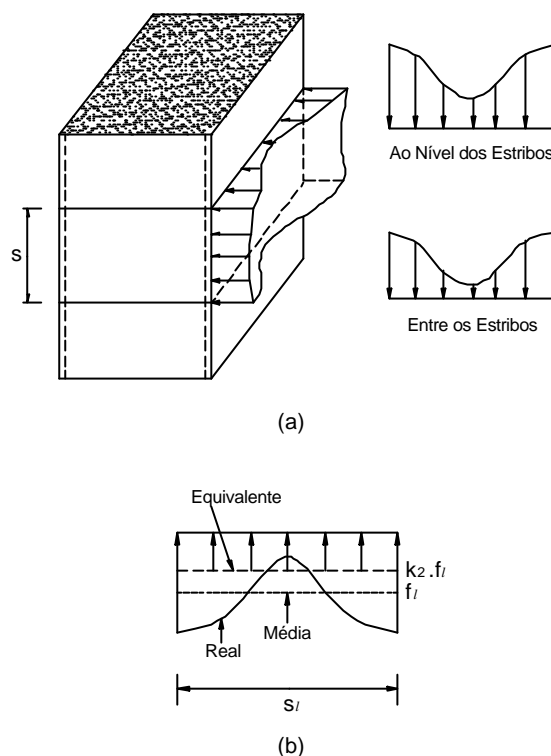 Ao Nível dos Estribos
s
Entre os Estribos
(a)
Equivalente
k2.fl
fl
Média
Real
sl
(b)